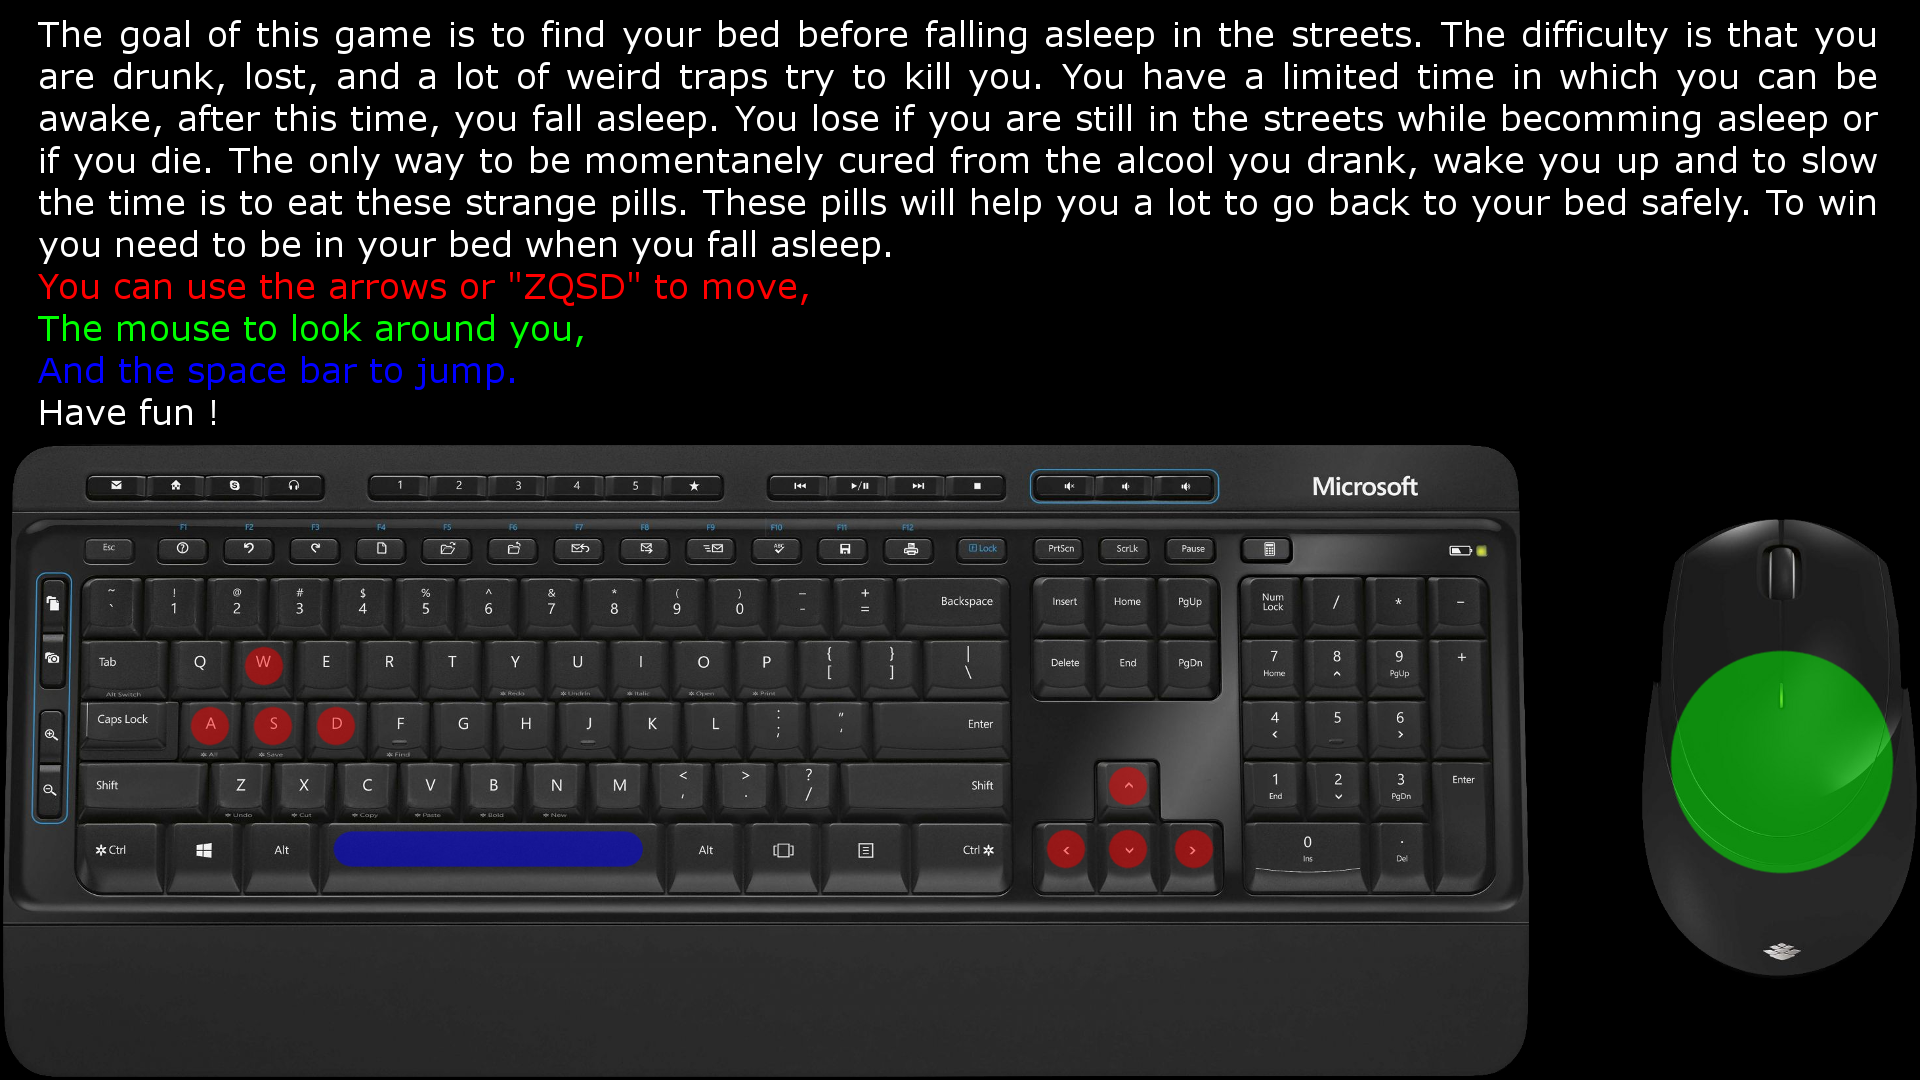 The goal of this game is to find your bed before falling asleep in the streets. The difficulty is that you
are drunk, lost, and a lot of weird traps try to kill you. You have a limited time in which you can be
awake, after this time, you fall asleep. You lose if you are still in the streets while becomming asleep or
if you die. The only way to be momentanely cured from the alcool you drank, wake you up and to slow
the time is to eat these strange pills. These pills will help you a lot to go back to your bed safely. To win
you need to be in your bed when you fall asleep.
You can use the arrows or "ZQSD" to move,
The mouse to look around you,
And the space bar to jump.
Have fun !
1 2 3 4 5 Microsoft
F1 F2 F3 F4 F5 F6 F7 F8 F9 F10 F11 F12
Esc ABC F Lock PrtScn ScrLk Pause
~ ! @ # $ % ^ & * ( ) _ +
` 1 2 3 4 5 6 7 8 9 0 - = Backspace Insert Home PgUp Num Lock / * -
Tab Q W E R T Y U I O P { [ } ] | \ Delete End PgDn 7 Home 8 9 PgUp +
Alt Switch Redo Undrln Italic Open Print
Caps Lock A S D F G H J K L : ; " ' Enter 4 5 6
All Save Find
Shift Z X C V B N M < , > . ? / Shift 1 End 2 3 PgDn Enter
Undo Cut Copy Paste Bold New
Ctrl Alt Alt Ctrl 0 Ins . Del